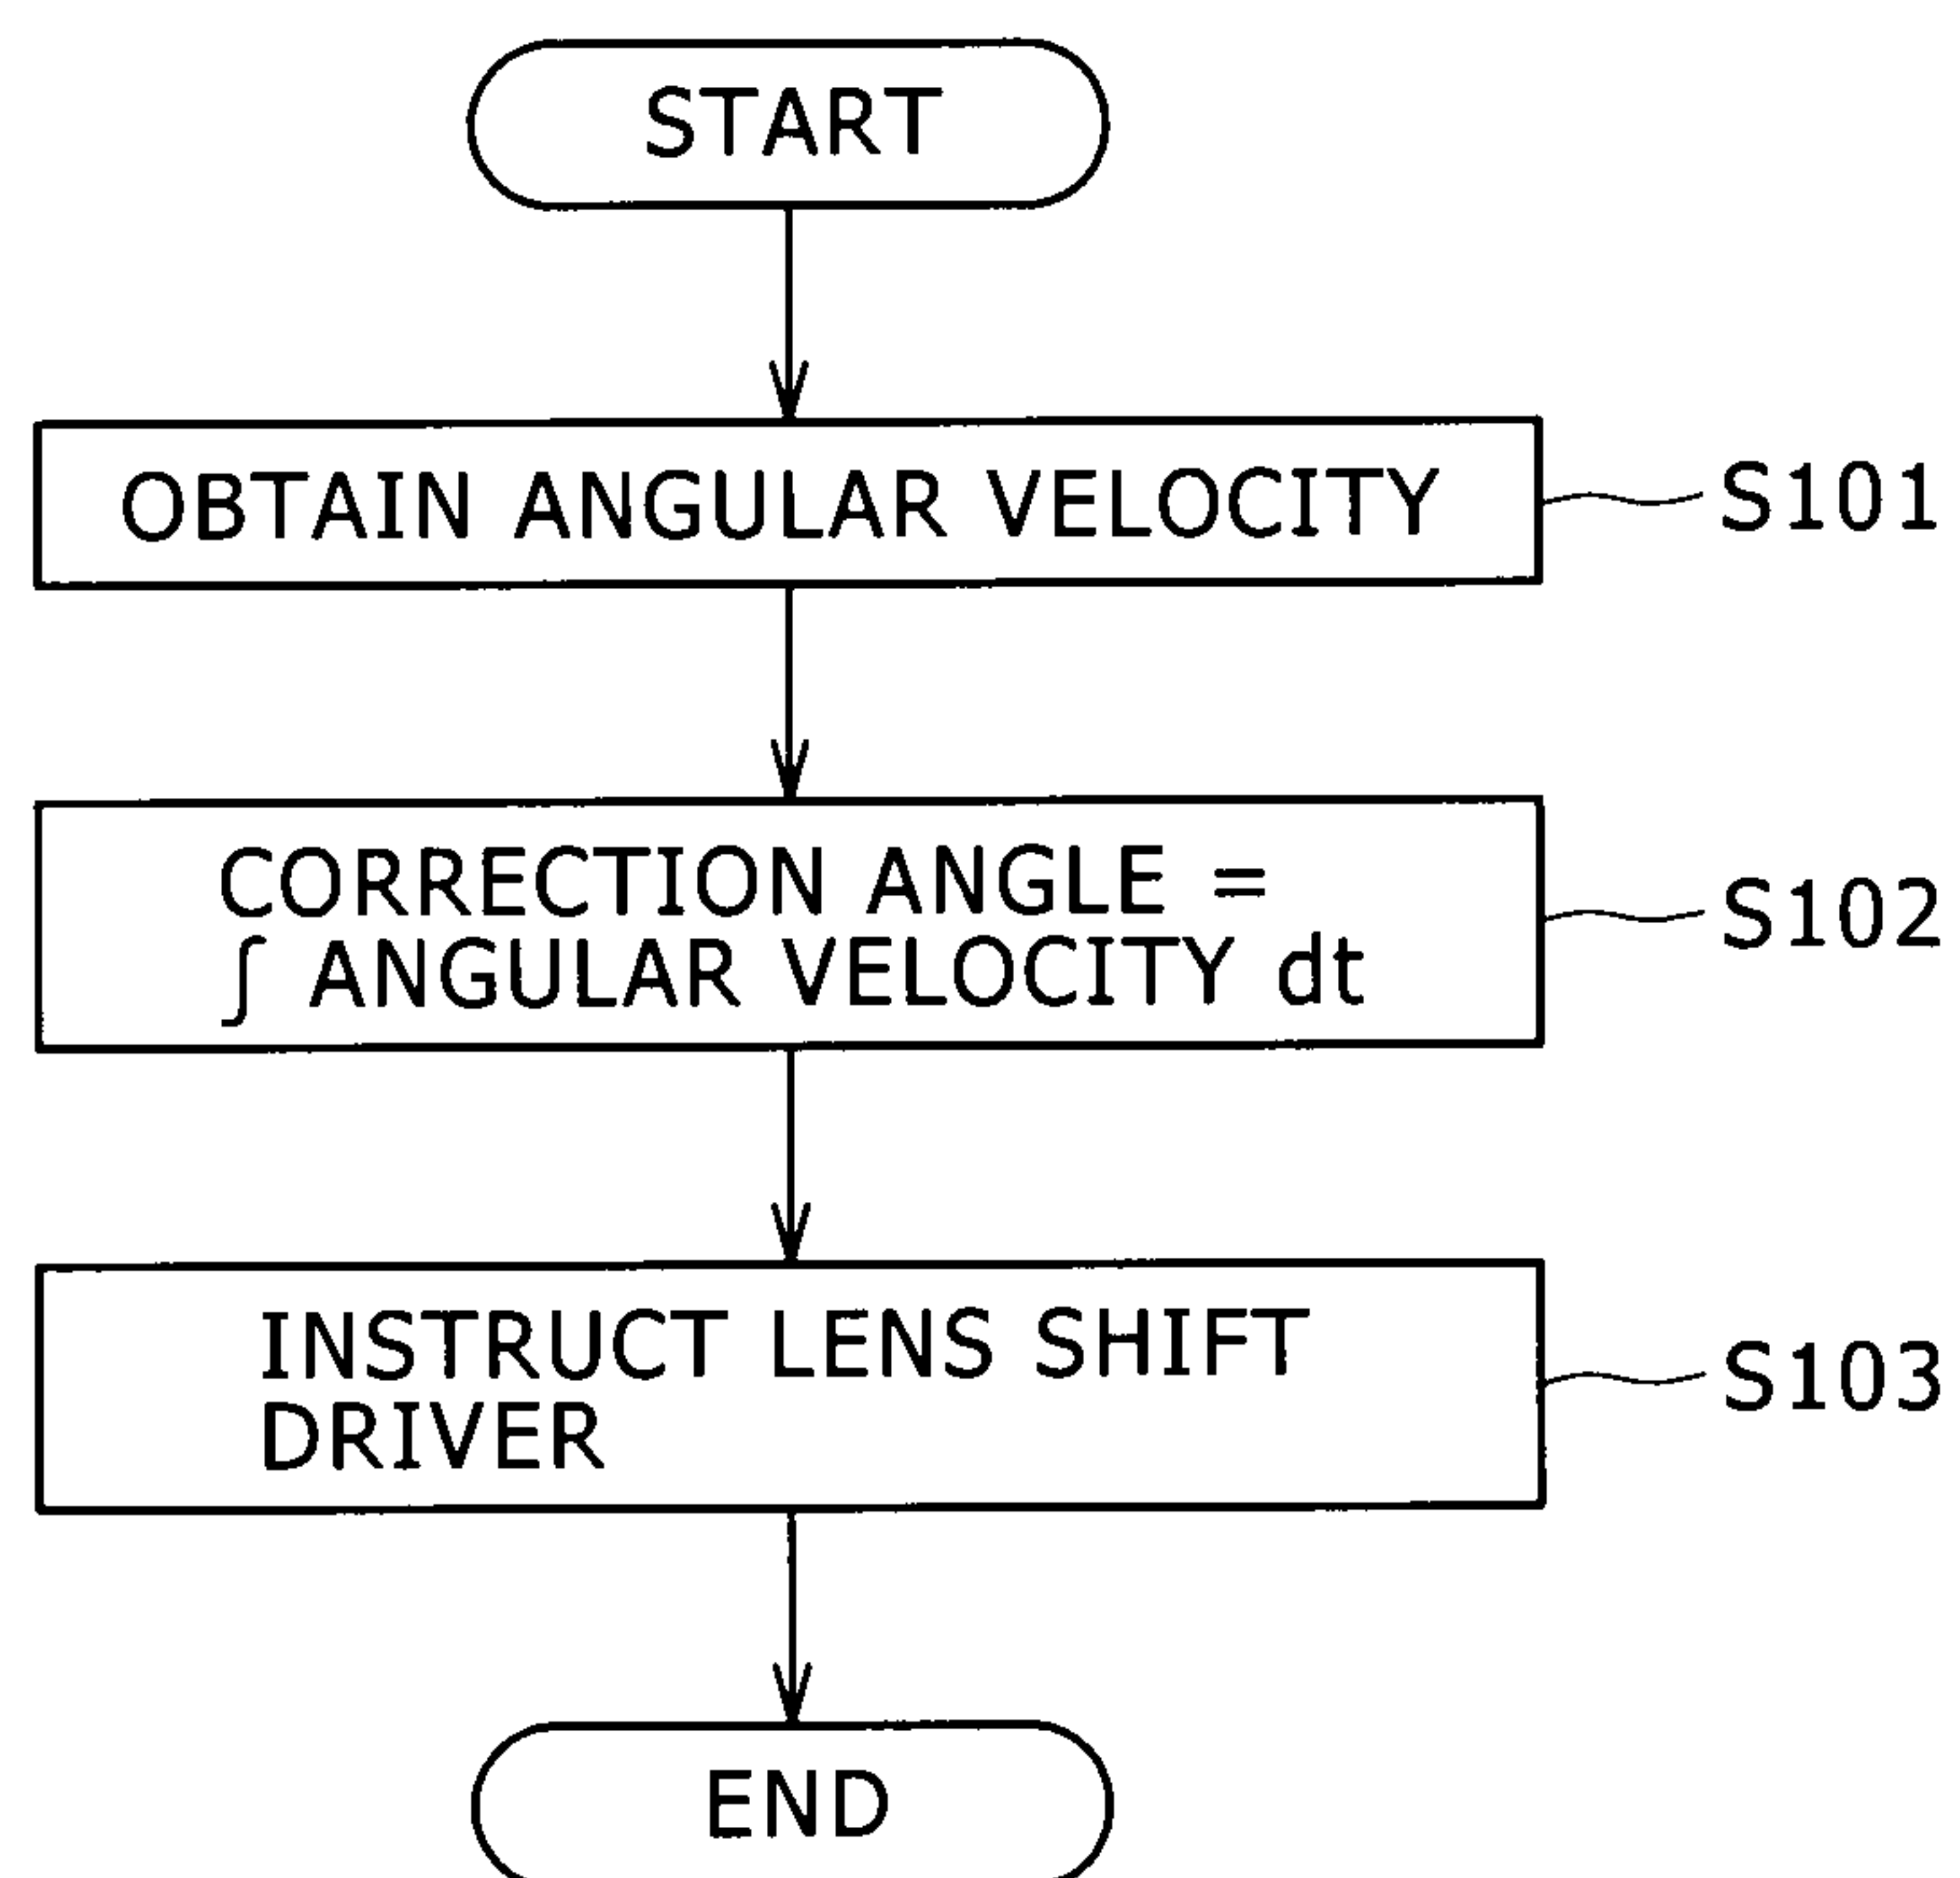 START
OBTAIN ANGULAR VELOCITY
S101
CORRECTION ANGLE =
∫ ANGULAR VELOCITY dt
S102
INSTRUCT LENS SHIFT
DRIVER
S103
END